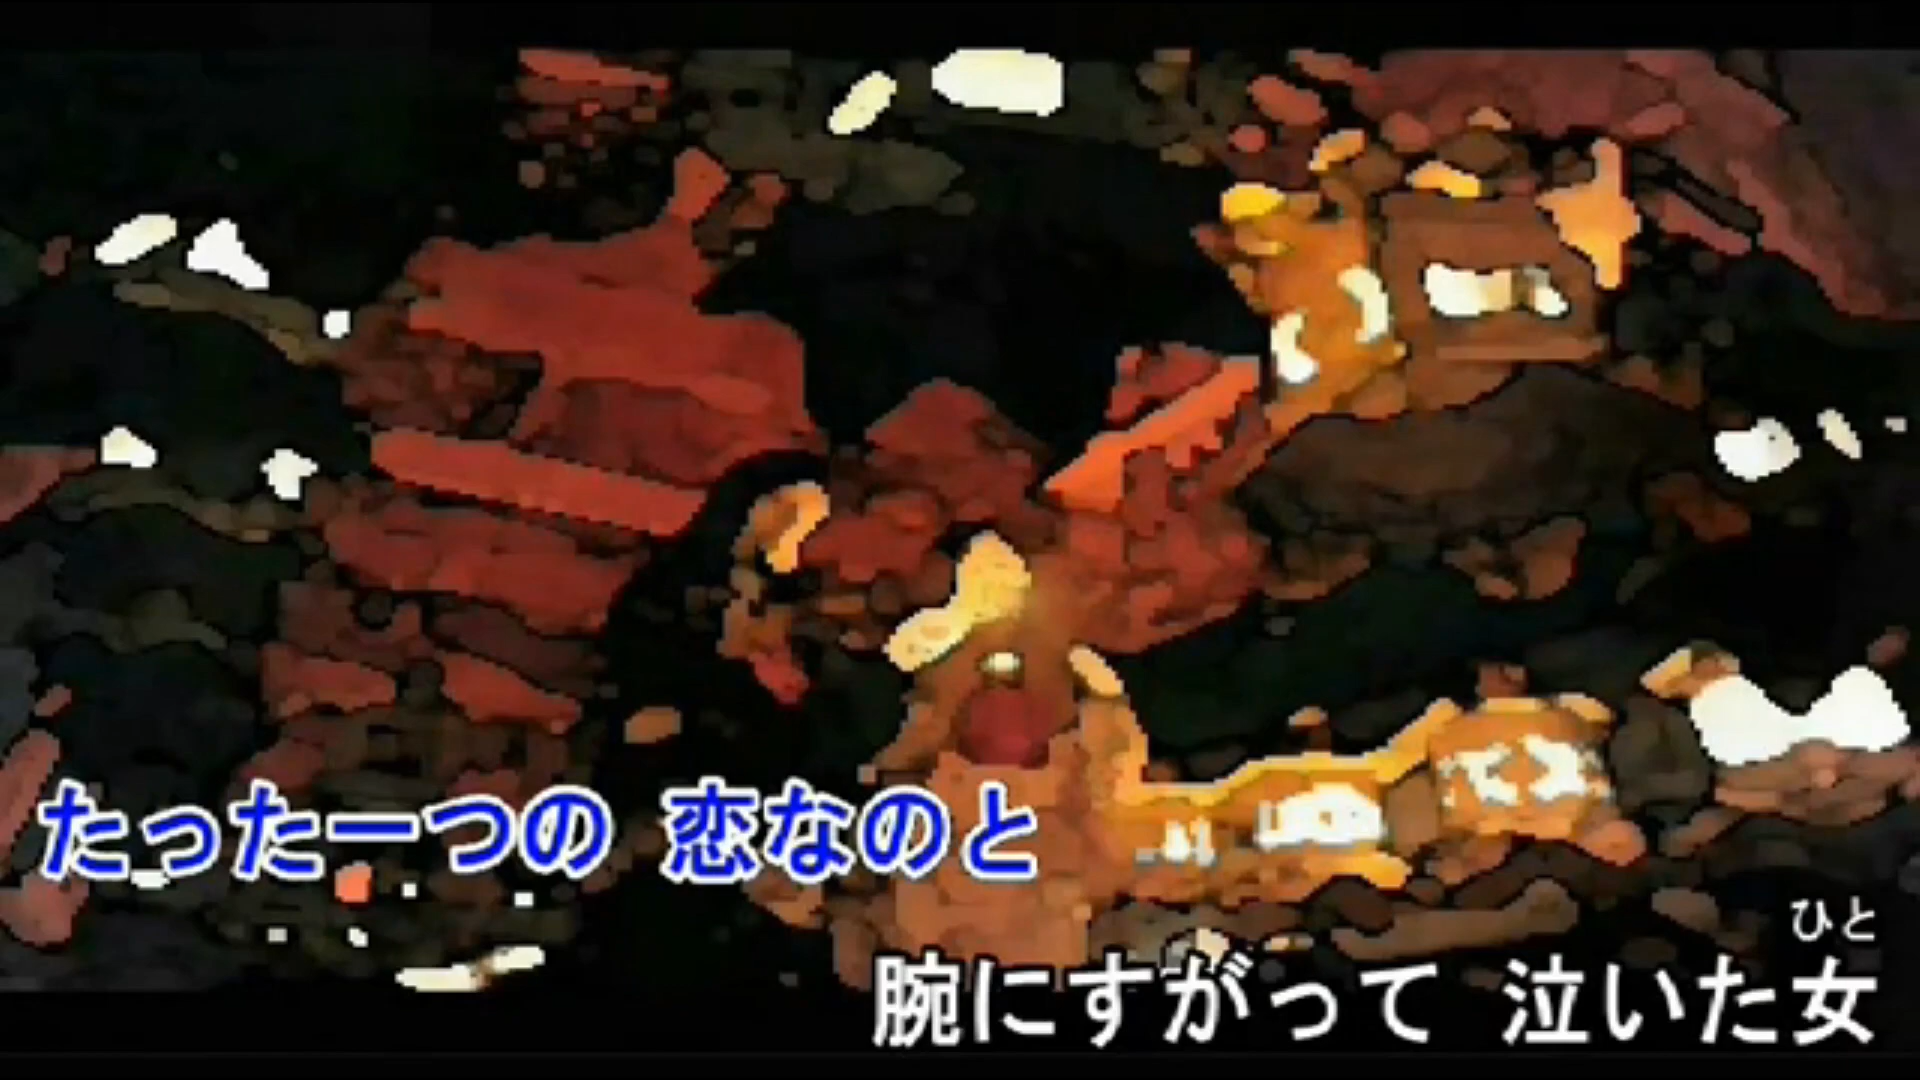 たった一つの 恋なのと
ひと
腕にすがって 泣いた女